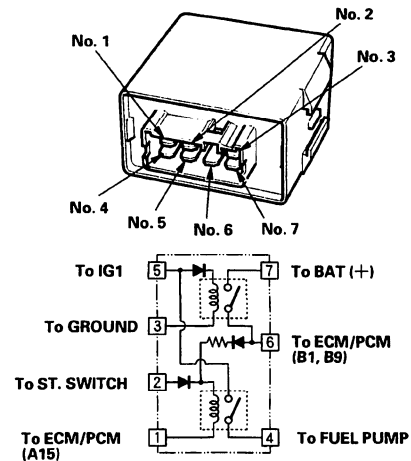 No. 2
No. 1
No. 3
No. 4
No. 5
No. 6
No. 7
To IG1
5
7
To BAT (+)
To GROUND
3
6
To ECM/PCM
(B1, B9)
To ST. SWITCH
2
To ECM/PCM
(A15)
1
4
To FUEL PUMP